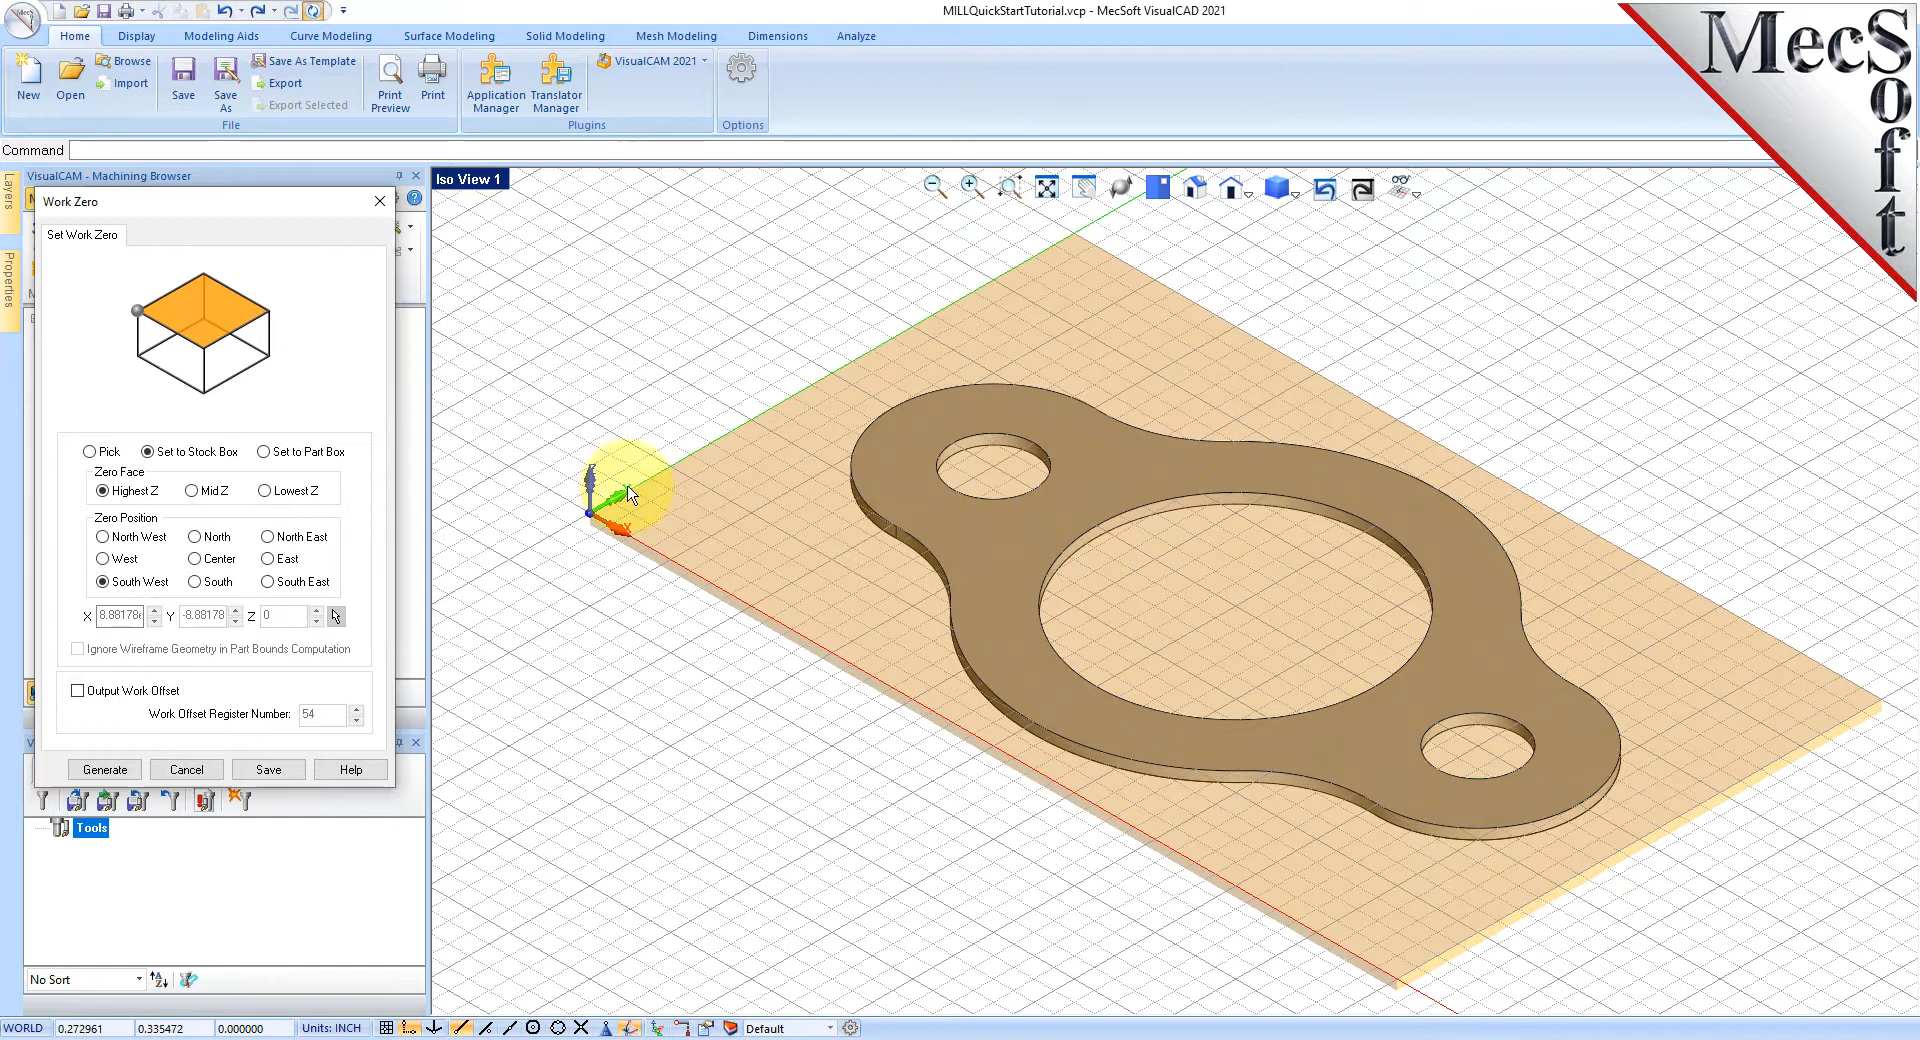 MILLQuickStartTutorial.vcp - MecSoft VisualCAD 2021
MecSoft
Home Display Modeling Aids Curve Modeling Surface Modeling Solid Modeling Mesh Modeling Dimensions Analyze
New Open Browse Import Save Save As Save As Template Export Export Selected Print Preview Print Application Manager Translator Manager VisualCAM 2021
File Plugins Options
Command
Layers
Properties
VisualCAM - Machining Browser
Iso View 1
Work Zero
Set Work Zero
Pick Set to Stock Box Set to Part Box
Zero Face
Highest Z Mid Z Lowest Z
Zero Position
North West North North East
West Center East
South West South South East
X 8.88178 Y -8.88178 Z 0
Ignore Wireframe Geometry in Part Bounds Computation
Output Work Offset
Work Offset Register Number: 54
Generate Cancel Save Help
Z
X
Tools
No Sort
WORLD 0.272961 0.335472 0.000000 Units: INCH Default